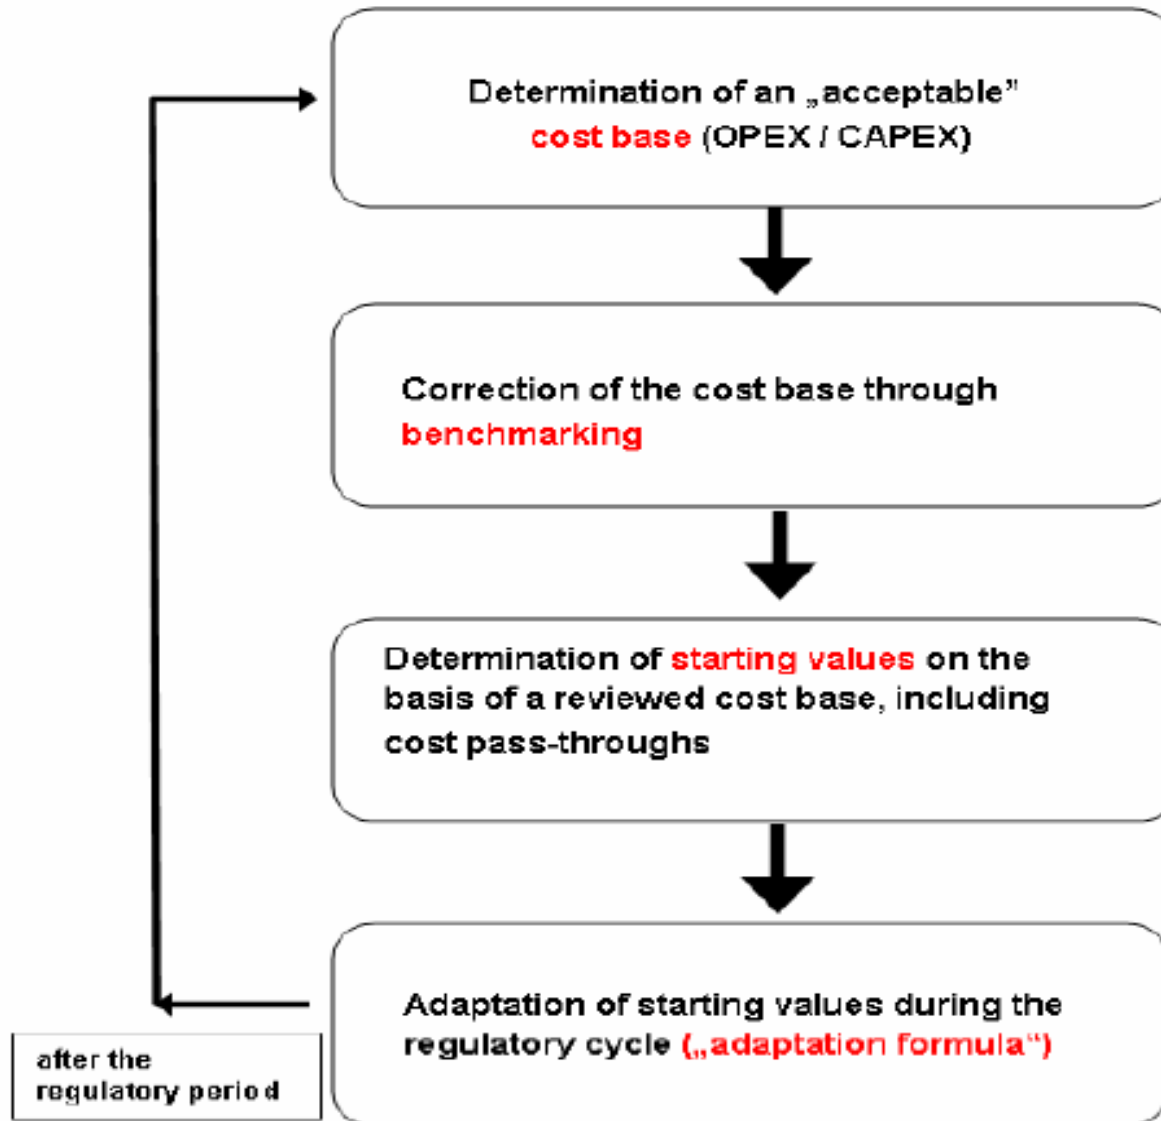 Determination of an „acceptable”
cost base (OPEX / CAPEX)
Correction of the cost base through
benchmarking
Determination of starting values on the
basis of a reviewed cost base, including
cost pass-throughs
Adaptation of starting values during the
regulatory cycle („adaptation formula“)
after the
regulatory period